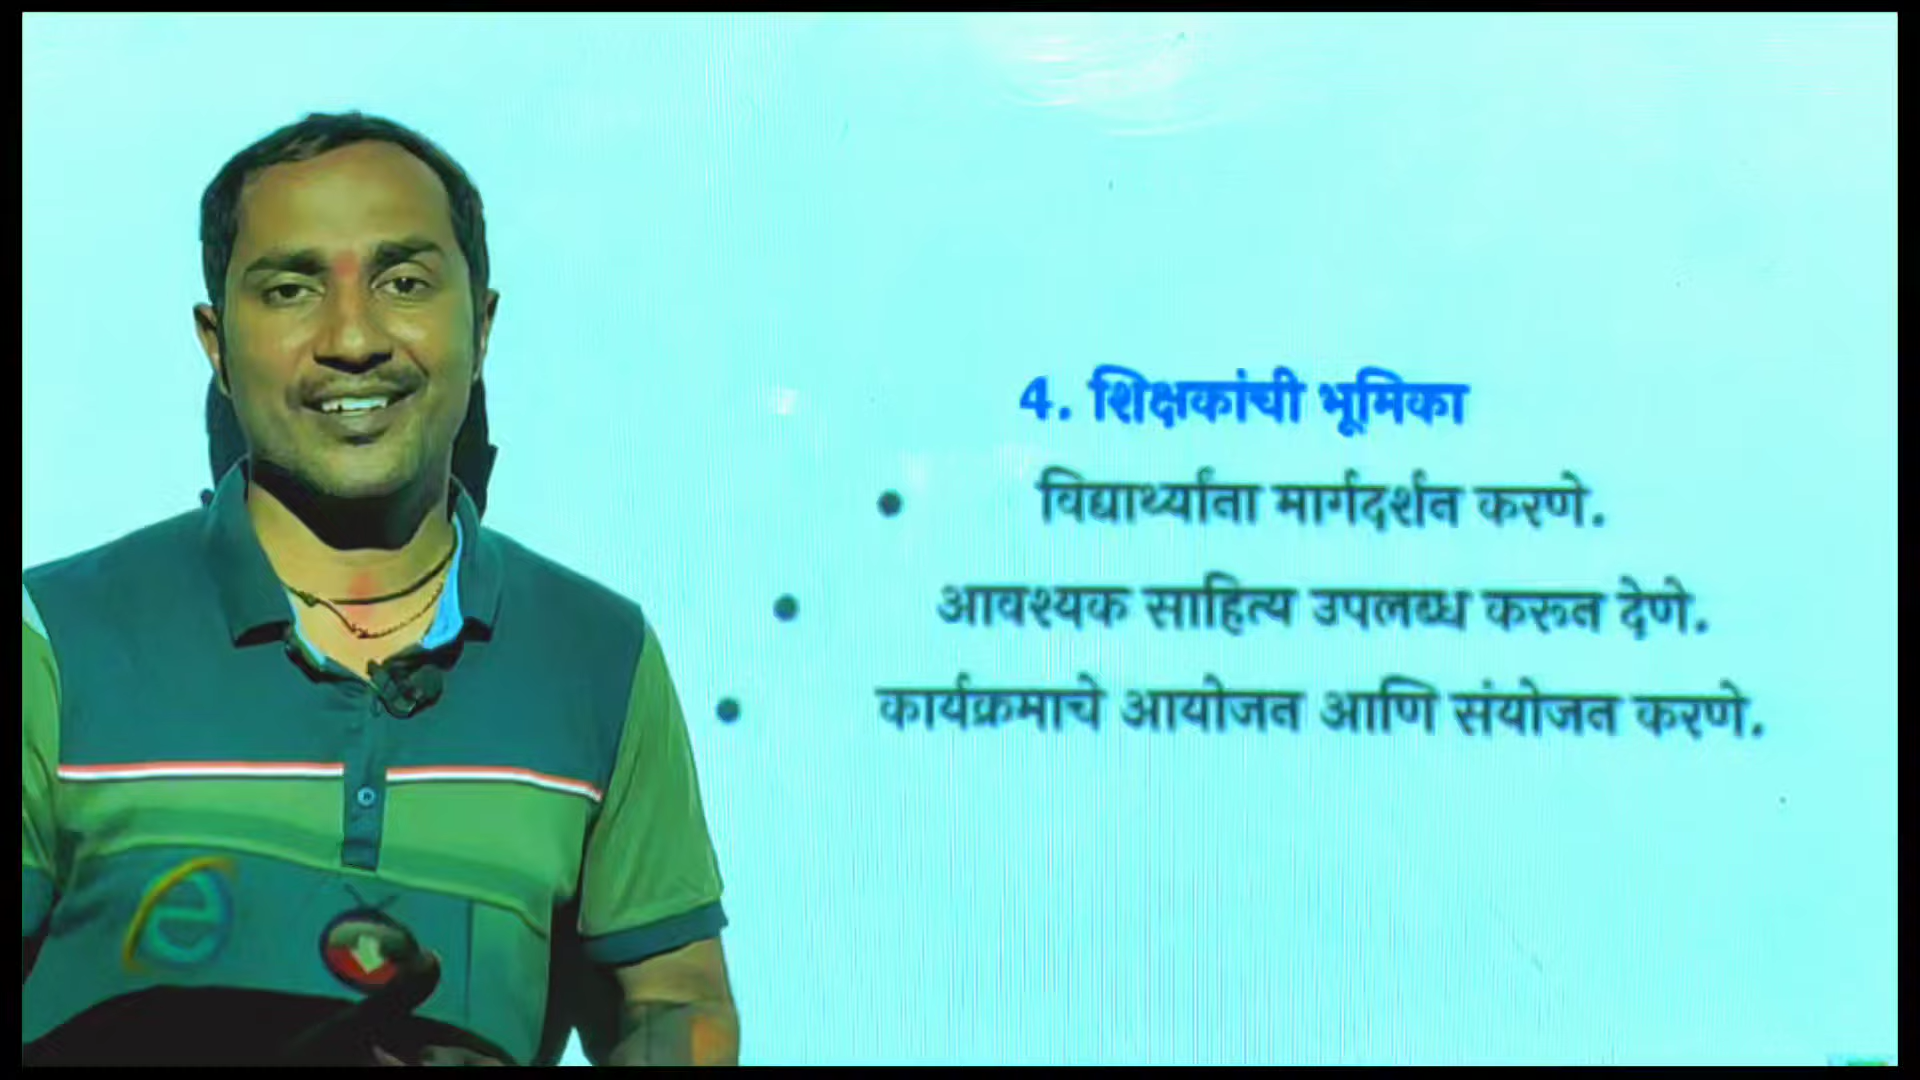 4. शिक्षकांची भूमिका
• विद्यार्थ्यांना मार्गदर्शन करणे.
• आवश्यक साहित्य उपलब्ध करून देणे.
• कार्यक्रमाचे आयोजन आणि संयोजन करणे.